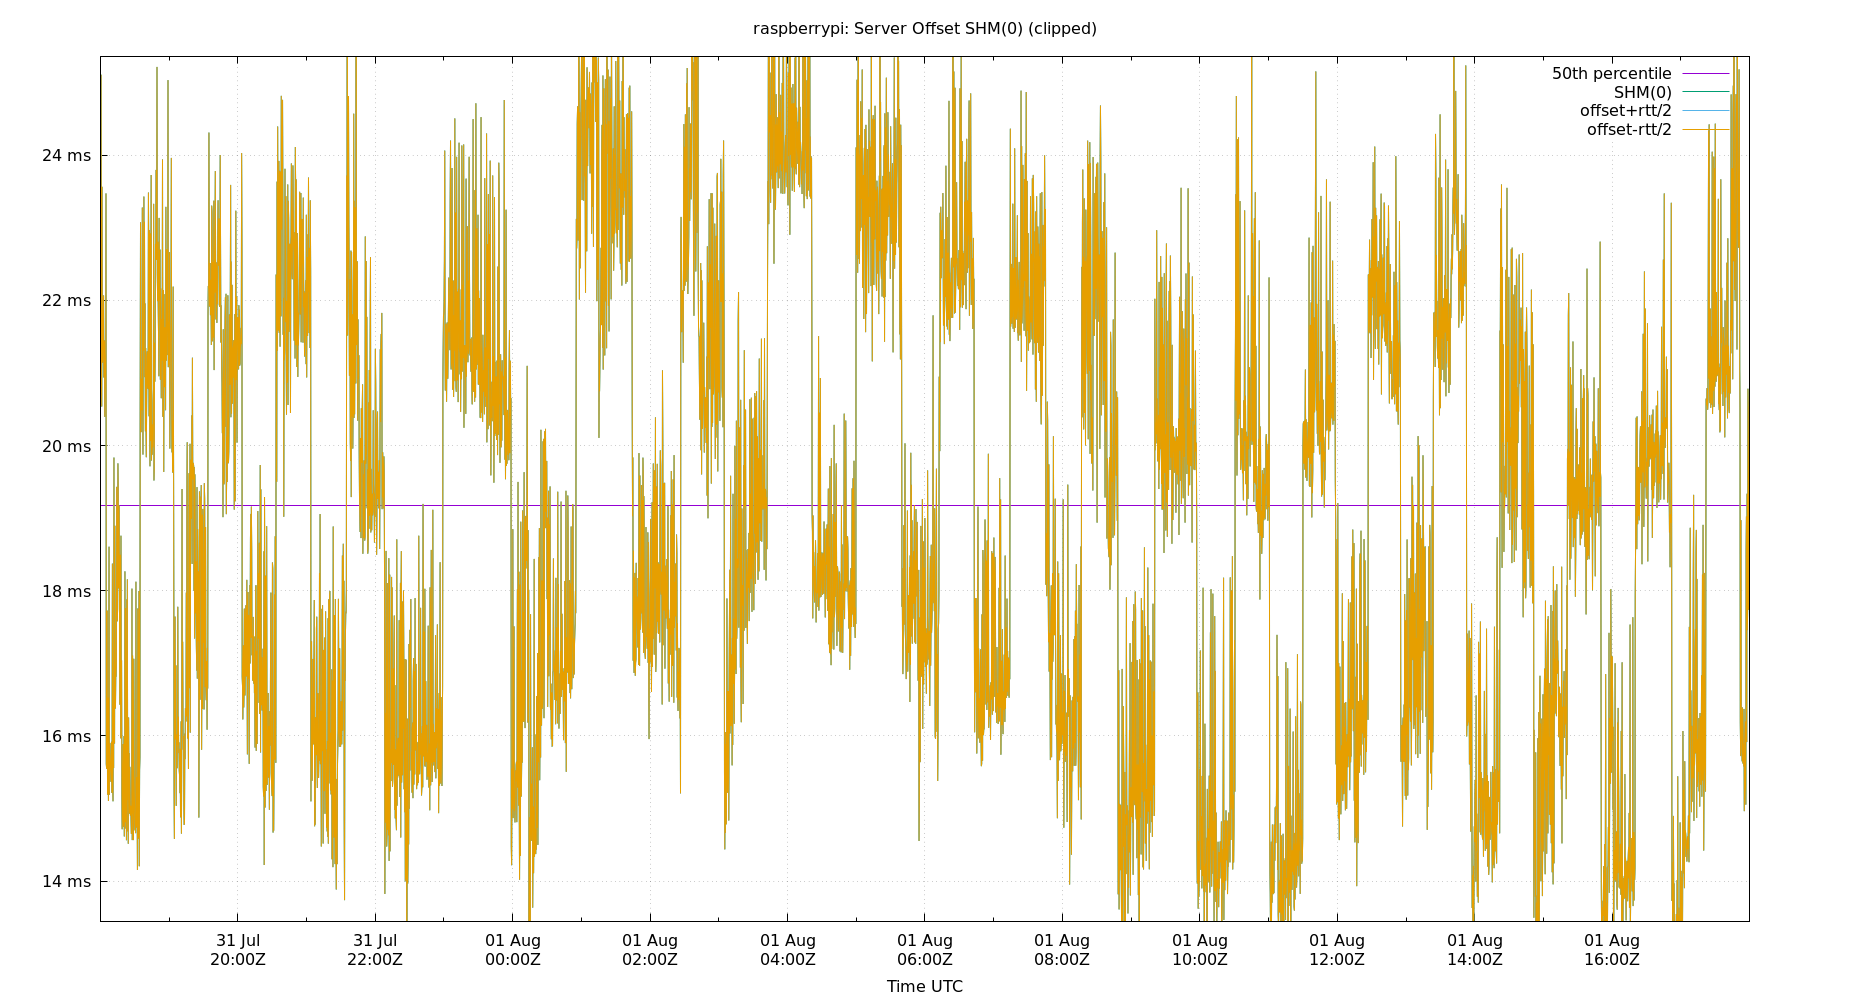 raspberrypi: Server Offset SHM(0) (clipped)
50th percentile
SHM(0)
offset+rtt/2
offset-rtt/2
24 ms
22 ms
20 ms
18 ms
16 ms
14 ms
31 Jul 31 Jul 01 Aug 01 Aug 01 Aug 01 Aug 01 Aug 01 Aug 01 Aug 01 Aug 01 Aug
20:00Z 22:00Z 00:00Z 02:00Z 04:00Z 06:00Z 08:00Z 10:00Z 12:00Z 14:00Z 16:00Z
Time UTC